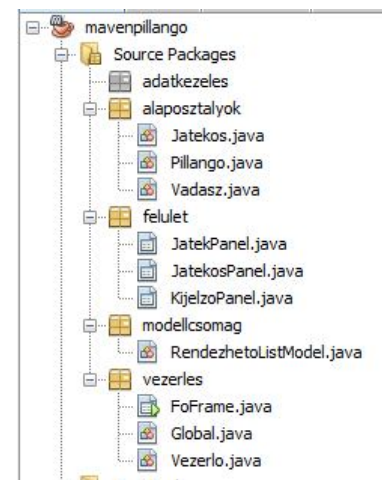 mavenpillango
Source Packages
adatkezeles
alaposztalyok
Jatekos.java
Pillango.java
Vadasz.java
felulet
JatekPanel.java
JatekosPanel.java
KijelzoPanel.java
modellcsomag
RendezhetoListModel.java
vezerles
FoFrame.java
Global.java
Vezerlo.java